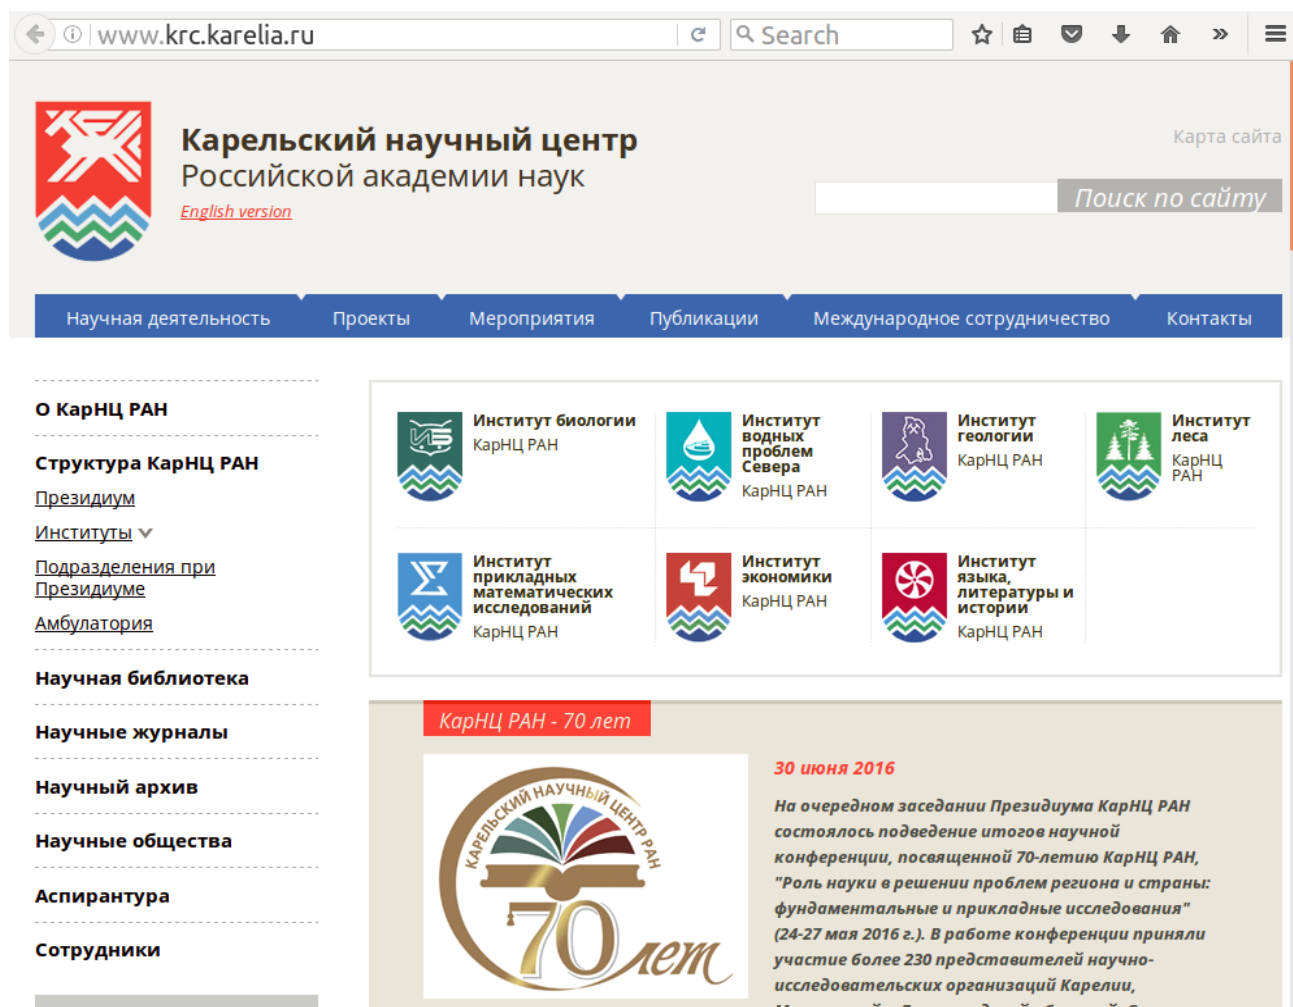 www.krc.karelia.ru
Search
Карельский научный центр
Российской академии наук
English version
Карта сайта
Поиск по сайту
Научная деятельность
Проекты
Мероприятия
Публикации
Международное сотрудничество
Контакты
О КарНЦ РАН
Структура КарНЦ РАН
Президиум
Институты
Подразделения при
Президиуме
Амбулатория
Научная библиотека
Научные журналы
Научный архив
Научные общества
Аспирантура
Сотрудники
Институт биологии
КарНЦ РАН
Институт
водных
проблем
Севера
КарНЦ РАН
Институт
геологии
КарНЦ РАН
Институт
леса
КарНЦ
РАН
Институт
прикладных
математических
исследований
КарНЦ РАН
Институт
экономики
КарНЦ РАН
Институт
языка,
литературы и
истории
КарНЦ РАН
КарНЦ РАН - 70 лет
КАРЕЛЬСКИЙ НАУЧНЫЙ ЦЕНТР РАН
70 лет
30 июня 2016
На очередном заседании Президиума КарНЦ РАН
состоялось подведение итогов научной
конференции, посвященной 70-летию КарНЦ РАН,
"Роль науки в решении проблем региона и страны:
фундаментальные и прикладные исследования"
(24-27 мая 2016 г.). В работе конференции приняли
участие более 230 представителей научно-
исследовательских организаций Карелии,